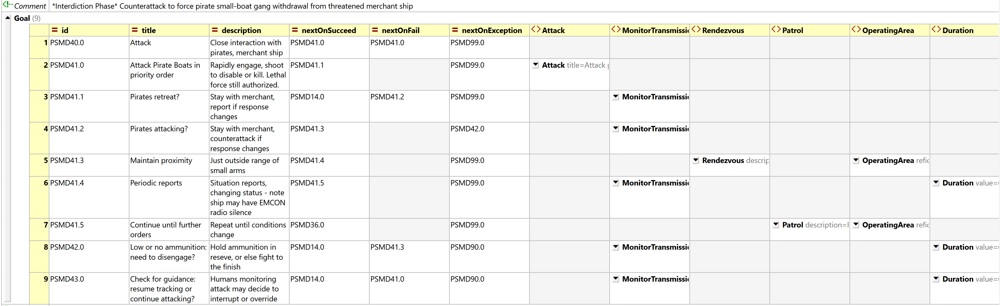 Comment *Interdiction Phase* Counterattack to force pirate small-boat gang withdrawal from threatened merchant ship
Goal (9)
id title description nextOnSucceed nextOnFail nextOnException Attack MonitorTransmissi Rendezvous Patrol OperatingArea Duration
1 PSMD40.0 Attack Close interaction with PSMD41.0 PSMD41.0 PSMD99.0
pirates, merchant ship
2 PSMD41.0 Attack Pirate Boats in Rapidly engage, shoot PSMD41.1 PSMD99.0 Attack title=Attack
priority order to disable or kill. Lethal
force still authorized.
3 PSMD41.1 Pirates retreat? Stay with merchant, PSMD14.0 PSMD41.2 PSMD99.0 MonitorTransmissi
report if response
changes
4 PSMD41.2 Pirates attacking? Stay with merchant, PSMD41.3 PSMD42.0 MonitorTransmissi
counterattack if
response changes
5 PSMD41.3 Maintain proximity Just outside range of PSMD41.4 PSMD99.0 Rendezvous descrip OperatingArea refic
small arms
6 PSMD41.4 Periodic reports Situation reports, PSMD41.5 PSMD99.0 MonitorTransmissi Duration value=
changing status - note
ship may have EMCON
radio silence
7 PSMD41.5 Continue until further Repeat until conditions PSMD36.0 PSMD99.0 Patrol description= OperatingArea refic
orders change
8 PSMD42.0 Low or no ammunition: Hold ammunition in PSMD14.0 PSMD41.3 PSMD90.0 MonitorTransmissi Duration value=
need to disengage? reseve, or else fight to
the finish
9 PSMD43.0 Check for guidance: Humans monitoring PSMD14.0 PSMD41.0 PSMD90.0 MonitorTransmissi Duration value=
resume tracking or attack may decide to
continue attacking? interrupt or override